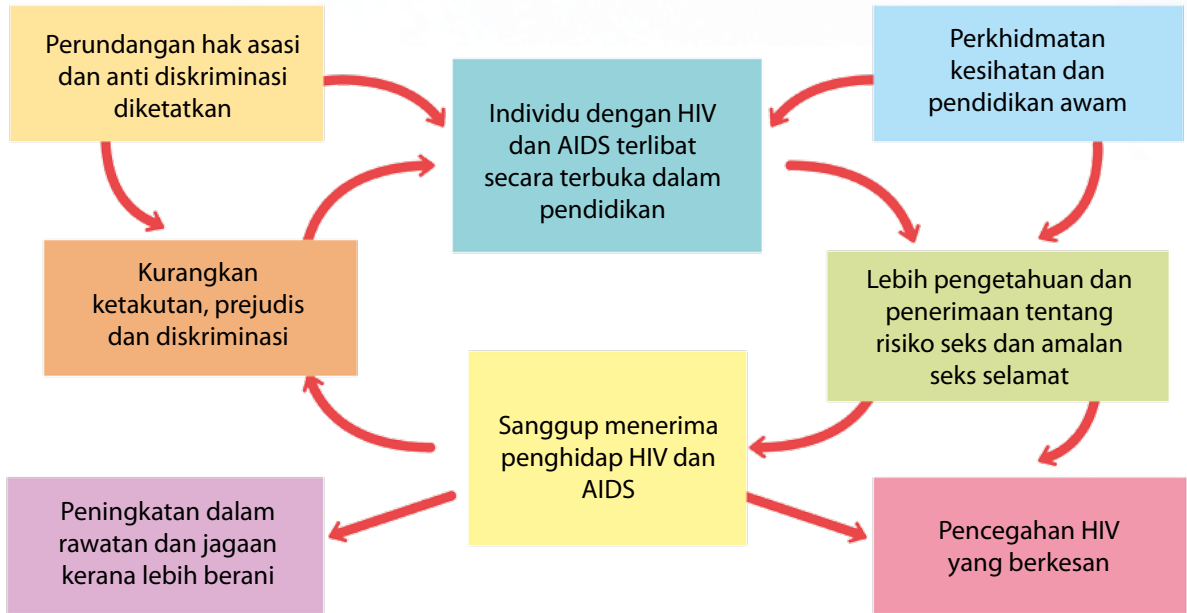 Perundangan hak asasi
dan anti diskriminasi
diketatkan
Individu dengan HIV
dan AIDS terlibat
secara terbuka dalam
pendidikan
Perkhidmatan
kesihatan dan
pendidikan awam
Kurangkan
ketakutan, prejudis
dan diskriminasi
Lebih pengetahuan dan
penerimaan tentang
risiko seks dan amalan
seks selamat
Sanggup menerima
penghidap HIV dan
AIDS
Peningkatan dalam
rawatan dan jagaan
kerana lebih berani
Pencegahan HIV
yang berkesan